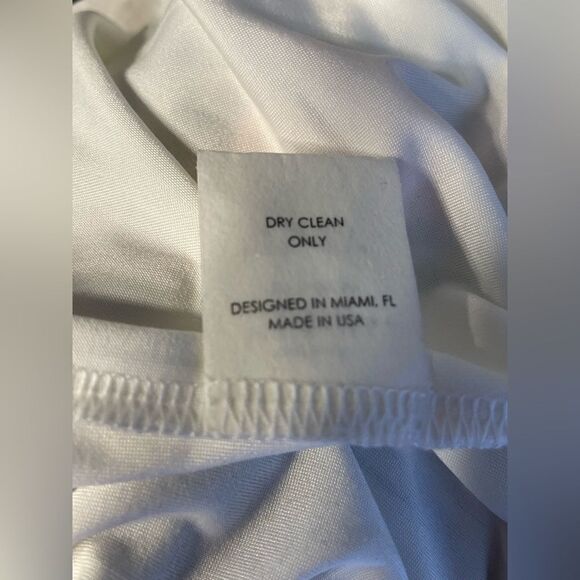 DRY CLEAN
ONLY
DESIGNED IN MIAMI, FL
MADE IN USA